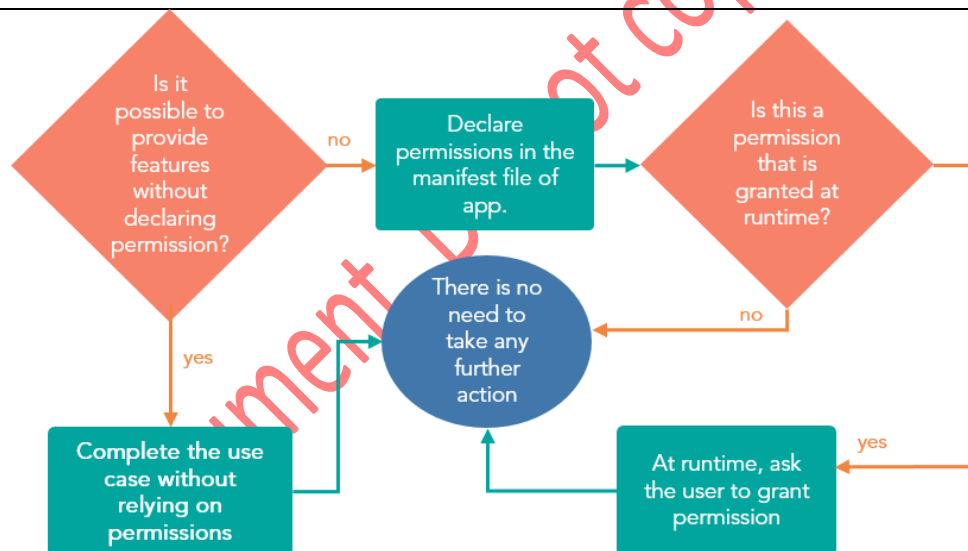 Is it
possible to
provide
features
without
declaring
permission?
no
Declare
permissions in the
manifest file of
app.
Is this a
permission
that is
granted at
runtime?
There is no
need to
take any
further
action
no
yes
Complete the use
case without
relying on
permissions
At runtime, ask
the user to grant
permission
yes